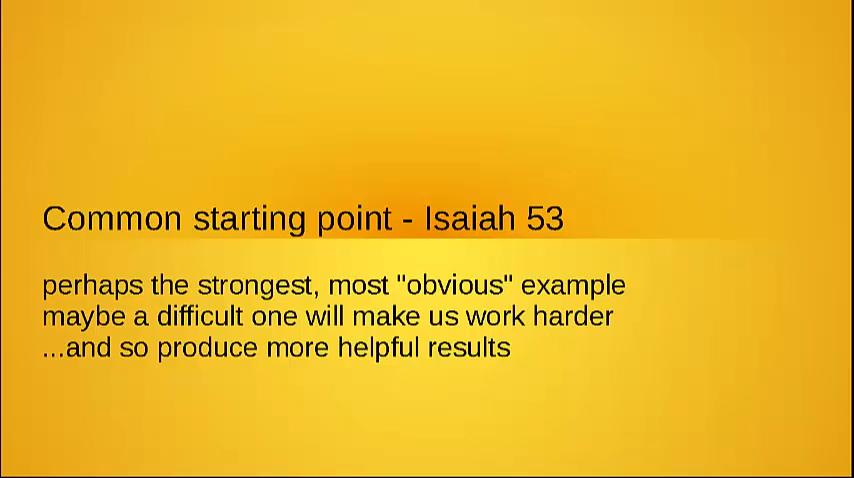 Common starting point - Isaiah 53
perhaps the strongest, most "obvious" example
maybe a difficult one will make us work harder
...and so produce more helpful results